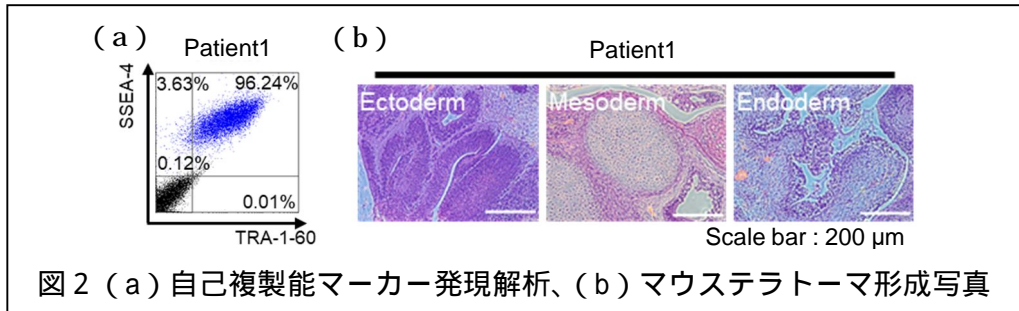 (a)
Patient1
3.63%
96.24%
SSEA-4
0.12%
0.01%
TRA-1-60
(b)
Patient1
Ectoderm
Mesoderm
Endoderm
Scale bar : 200 µm
図2(a)自己複製能マーカー発現解析、(b)マウステラトーマ形成写真